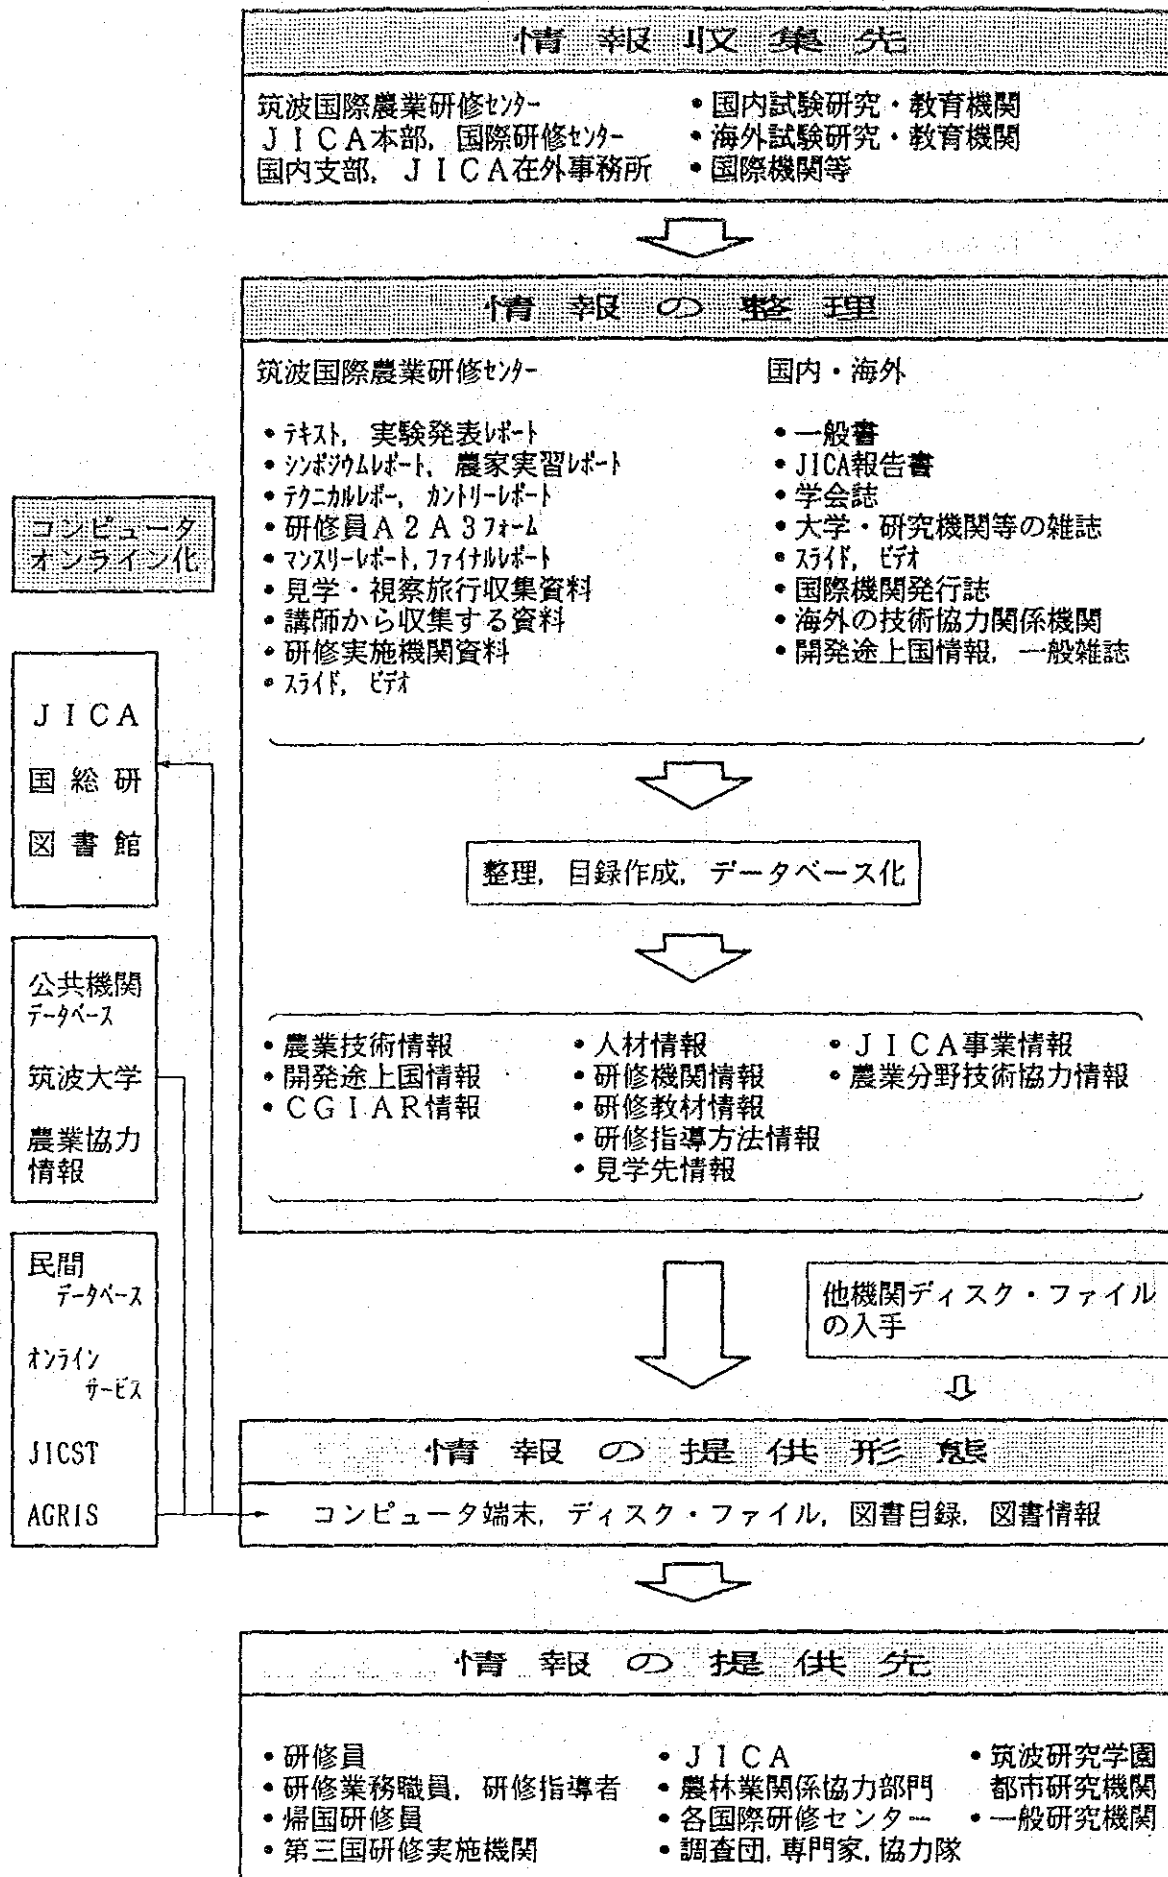 情報収集先
筑波国際農業研修センター
JICA本部，国際研修センター
国内支部，JICA在外事務所
• 国内試験研究・教育機関
• 海外試験研究・教育機関
• 国際機関等
情報の整理
筑波国際農業研修センター
• テキスト，実験発表レポート
• シンポジウムレポート，農家実習レポート
• テクニカルレポー，カントリーレポート
• 研修員A2A3フォーム
• マンスリーレポート，ファイナルレポート
• 見学・視察旅行収集資料
• 講師から収集する資料
• 研修実施機関資料
• スライド，ビデオ
国内・海外
• 一般書
• JICA報告書
• 学会誌
• 大学・研究機関等の雑誌
• スライド，ビデオ
• 国際機関発行誌
• 海外の技術協力関係機関
• 開発途上国情報，一般雑誌
整理，目録作成，データベース化
• 農業技術情報
• 開発途上国情報
• CGIAR情報
• 人材情報
• 研修機関情報
• 研修教材情報
• 研修指導方法情報
• 見学先情報
• JICA事業情報
• 農業分野技術協力情報
コンピュータ
オンライン化
JICA
国総研
図書館
公共機関
データベース
筑波大学
農業協力
情報
民間
データベース
オンライン
サービス
JICST
AGRIS
他機関ディスク・ファイル
の入手
情報の提供形態
コンピュータ端末，ディスク・ファイル，図書目録，図書情報
情報の提供先
• 研修員
• 研修業務職員，研修指導者
• 帰国研修員
• 第三国研修実施機関
• JICA
• 農林業関係協力部門
• 各国際研修センター
• 調査団，専門家，協力隊
• 筑波研究学園
都市研究機関
• 一般研究機関